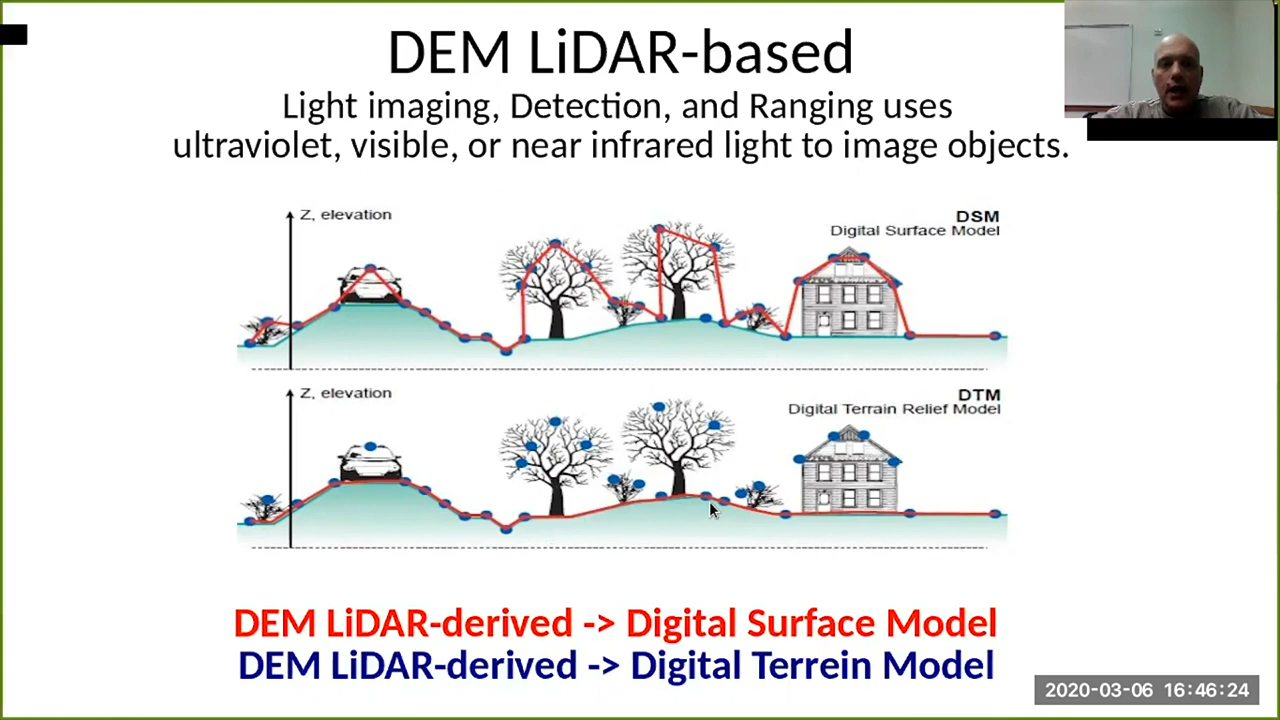 DEM LiDAR-based
Light imaging, Detection, and Ranging uses
ultraviolet, visible, or near infrared light to image objects.
Z, elevation
DSM
Digital Surface Model
Z, elevation
DTM
Digital Terrain Relief Model
DEM LiDAR-derived -> Digital Surface Model
DEM LiDAR-derived -> Digital Terrein Model
2020-03-06 16:46:24